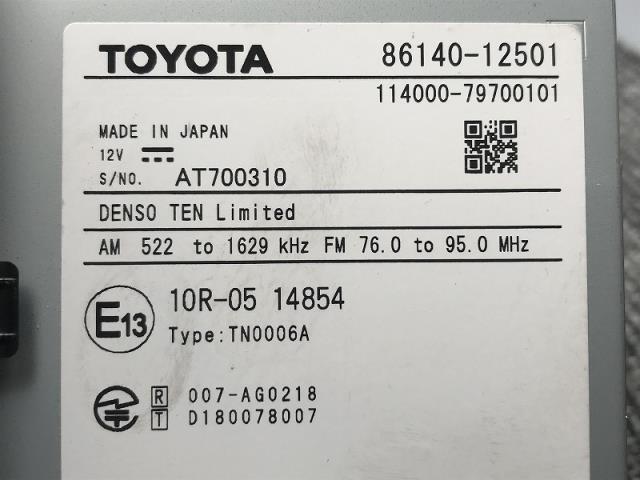 TOYOTA 86140-12501
114000-79700101
MADE IN JAPAN
12V
S/NO. AT700310
DENSO TEN Limited
AM 522 to 1629 kHz FM 76.0 to 95.0 MHz
E13 10R-05 14854
Type:TN0006A
R 007-AG0218
T D180078007